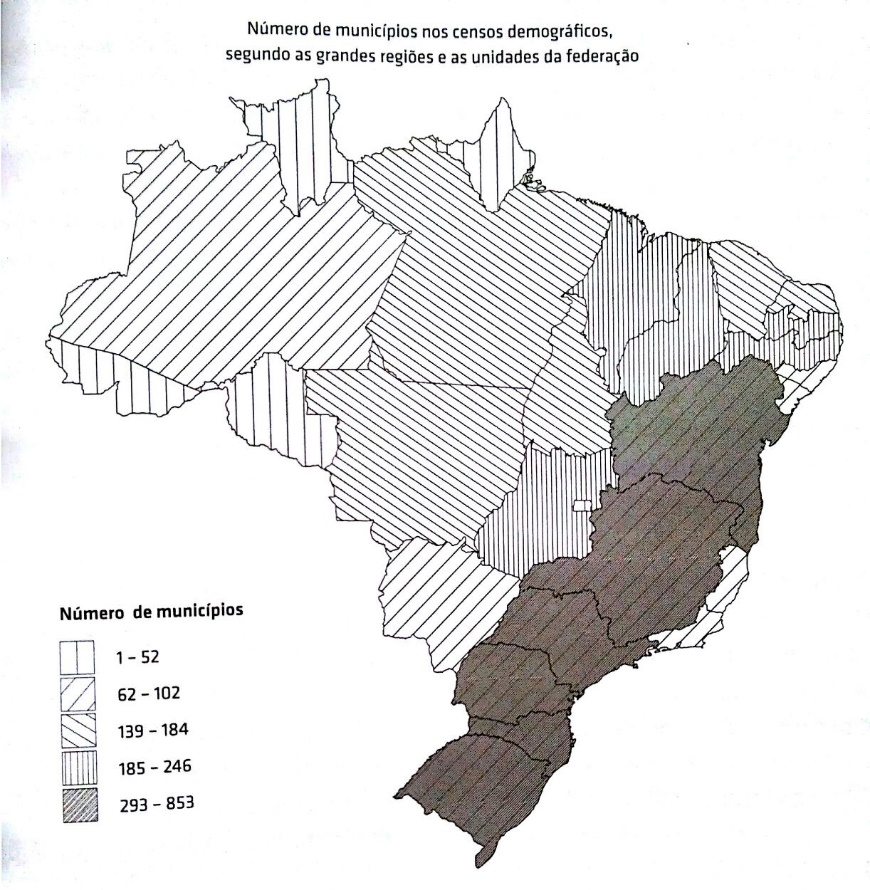 Número de municípios nos censos demográficos,
segundo as grandes regiões e as unidades da federação
Número de municípios
1 – 52
62 – 102
139 – 184
185 – 246
293 – 853